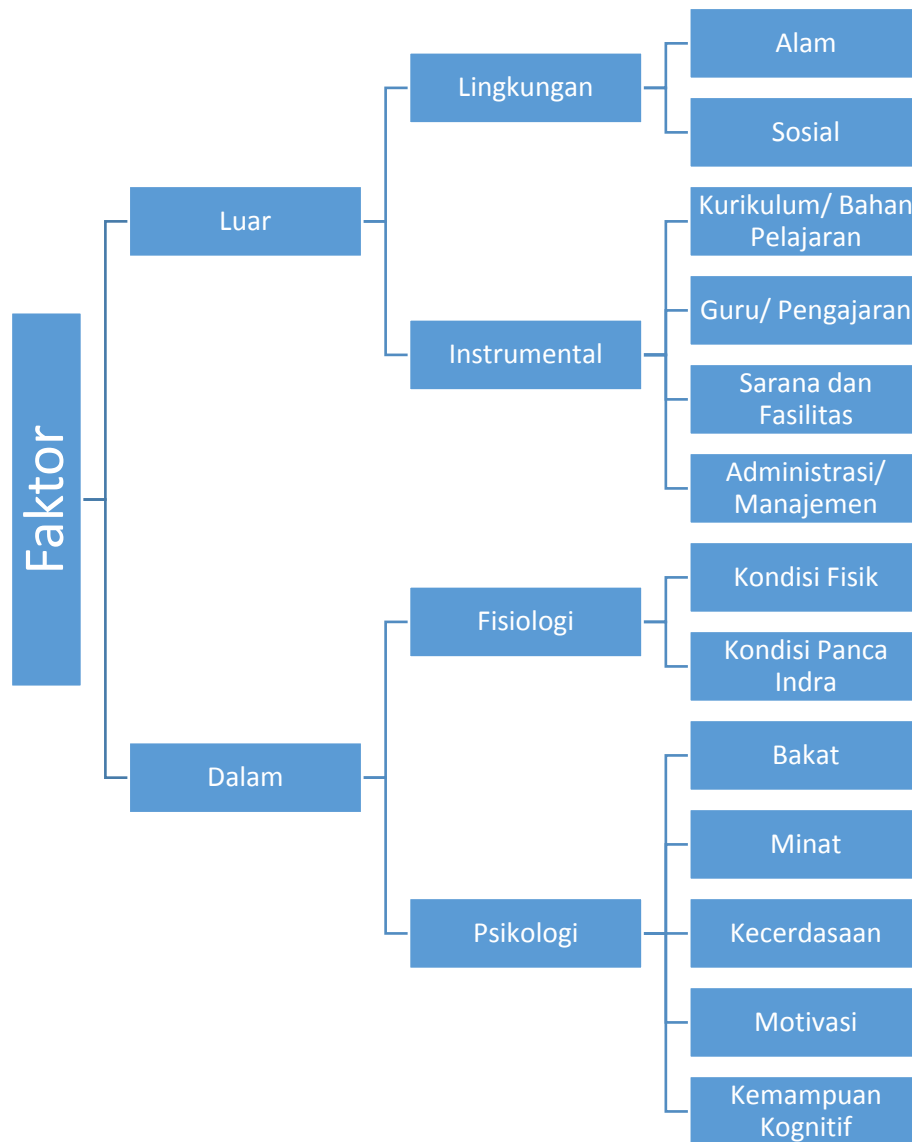 Faktor
Luar
Lingkungan
Alam
Sosial
Instrumental
Kurikulum/ Bahan
Pelajaran
Guru/ Pengajaran
Sarana dan
Fasilitas
Administrasi/
Manajemen
Dalam
Fisiologi
Kondisi Fisik
Kondisi Panca
Indra
Psikologi
Bakat
Minat
Kecerdasaan
Motivasi
Kemampuan
Kognitif